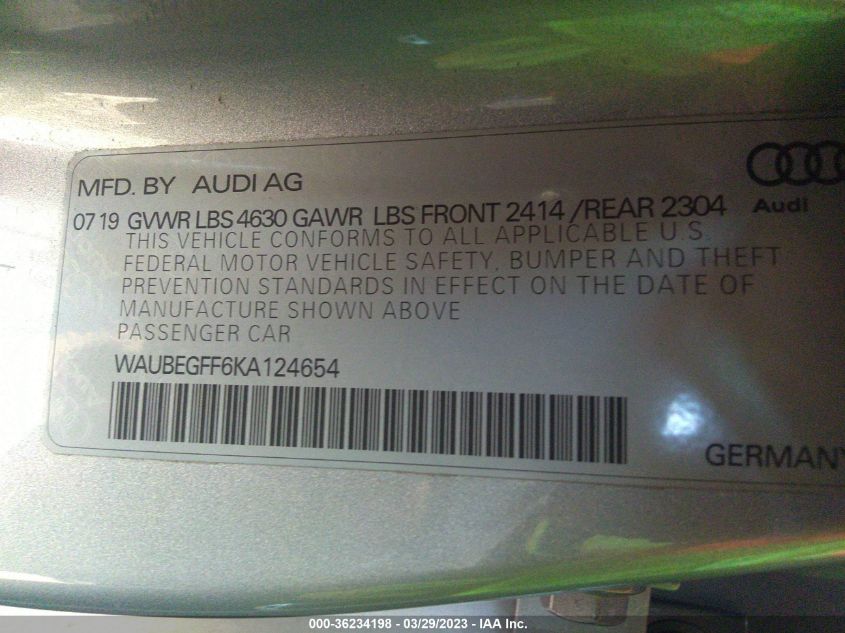 MFD. BY AUDI AG
Audi
07 19 GVWR LBS 4630 GAWR LBS FRONT 2414 /REAR 2304
THIS VEHICLE CONFORMS TO ALL APPLICABLE U.S.
FEDERAL MOTOR VEHICLE SAFETY, BUMPER AND THEFT
PREVENTION STANDARDS IN EFFECT ON THE DATE OF
MANUFACTURE SHOWN ABOVE
PASSENGER CAR
WAUBEGFF6KA124654
GERMANY
000-36234198 - 03/29/2023 - IAA Inc.